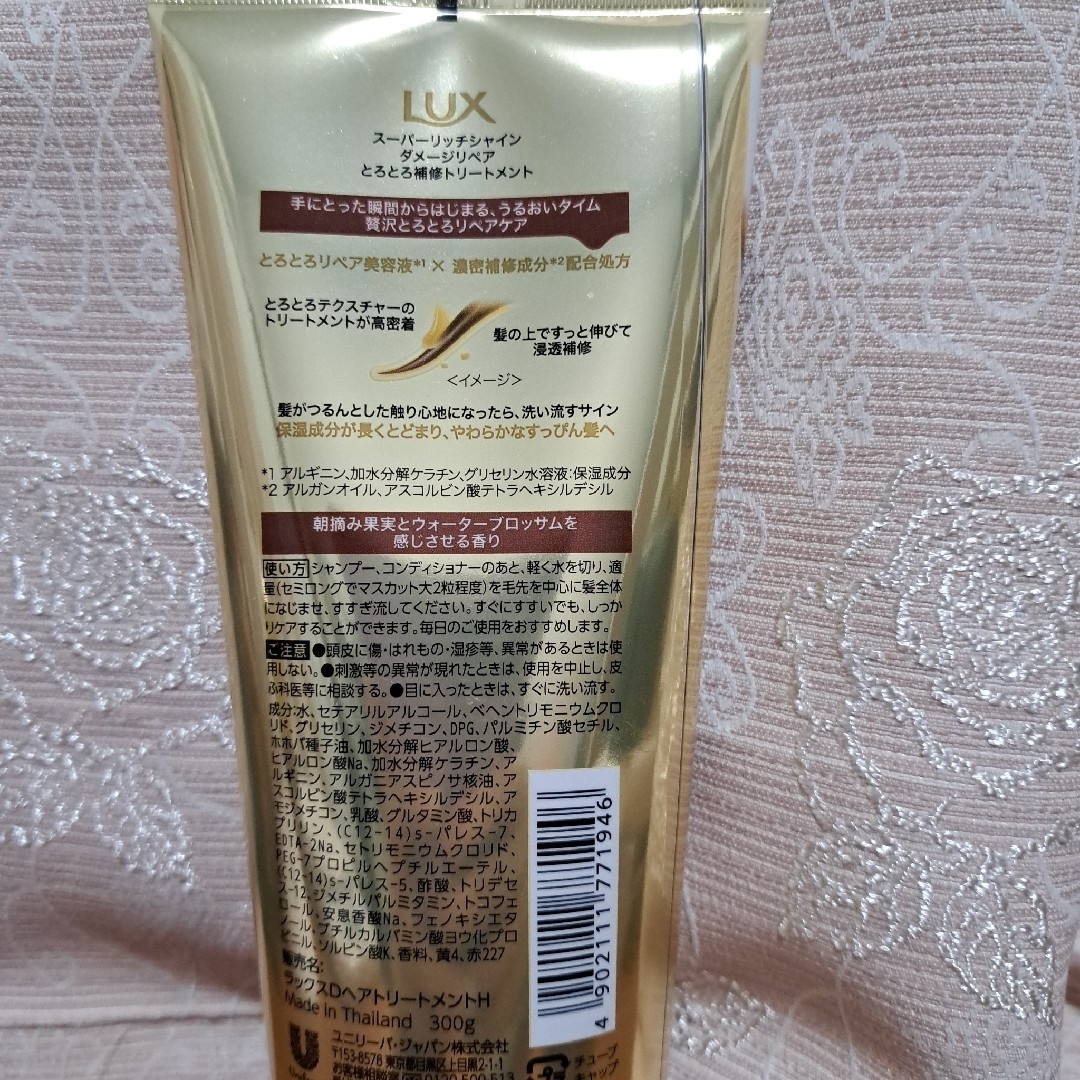 LUX
スーパーリッチシャイン
ダメージリペア
とろとろ補修トリートメント
手にとった瞬間からはじまる、うるおいタイム
贅沢とろとろリペアケア
とろとろリペア美容液*1 × 濃密補修成分*2配合処方
とろとろテクスチャーの
トリートメントが高密着
髪の上ですっと伸びて
浸透補修
<イメージ>
髪がつるんとした触り心地になったら、洗い流すサイン
保湿成分が長くとどまり、やわらかなすっぴん髪へ
*1 アルギニン、加水分解ケラチン、グリセリン水溶液:保湿成分
*2 アルガンオイル、アスコルビン酸テトラヘキシルデシル
朝摘み果実とウォーターブロッサムを
感じさせる香り
使い方 シャンプー、コンディショナーのあと、軽く水を切り、適
量(セミロングでマスカット大2粒程度)を毛先を中心に髪全体
になじませ、すすぎ流してください。すぐにすすいでも、しっか
りケアすることができます。毎日のご使用をおすすめします。
ご注意 ●頭皮に傷・はれもの・湿疹等、異常があるときは使
用しない。●刺激等の異常が現れたときは、使用を中止し、皮
ふ科医等に相談する。●目に入ったときは、すぐに洗い流す。
成分:水、セテアリルアルコール、ベヘントリモニウムクロ
リド、グリセリン、ジメチコン、DPG、パルミチン酸セチル、
ホホバ種子油、加水分解ヒアルロン酸、
ヒアルロン酸Na、加水分解ケラチン、ア
ルギニン、アルガニアスピノサ核油、ア
スコルビン酸テトラヘキシルデシル、ア
モジメチコン、乳酸、グルタミン酸、トリカ
プリリン、(C12-14)s-パレス-7、
EDTA-2Na、セトリモニウムクロリド、
PEG-7プロピルヘプチルエーテル、
(C12-14)s-パレス-5、酢酸、トリデセ
ス-12、ジメチルパルミタミン、トコフェ
ロール、安息香酸Na、フェノキシエタ
ノール、ブチルカルバミン酸ヨウ化プロ
ピニル、ソルビン酸K、香料、黄4、赤227
販売名:
ラックスDヘアトリートメントH
Made in Thailand 300g
ユニリーバ・ジャパン株式会社
〒153-8578 東京都目黒区上目黒2-1-1
お客様相談室 0120-500-513
チューブ
キャップ
プラ
4 902111 771946